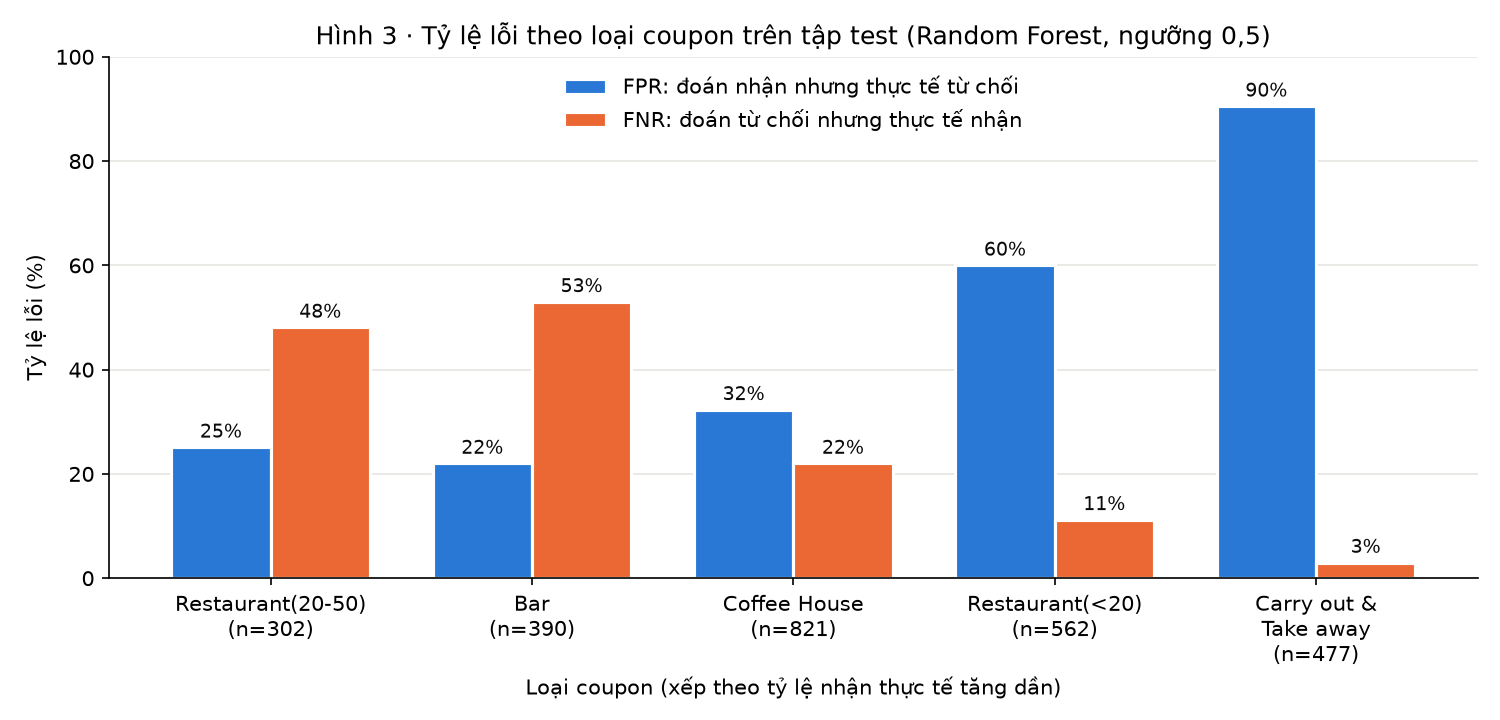 Hình 3 · Tỷ lệ lỗi theo loại coupon trên tập test (Random Forest, ngưỡng 0,5)
FPR: đoán nhận nhưng thực tế từ chối
FNR: đoán từ chối nhưng thực tế nhận
Tỷ lệ lỗi (%)
100
80
60
40
20
0
25%
48%
22%
53%
32%
22%
60%
11%
90%
3%
Restaurant(20-50)
(n=302)
Bar
(n=390)
Coffee House
(n=821)
Restaurant(<20)
(n=562)
Carry out &
Take away
(n=477)
Loại coupon (xếp theo tỷ lệ nhận thực tế tăng dần)